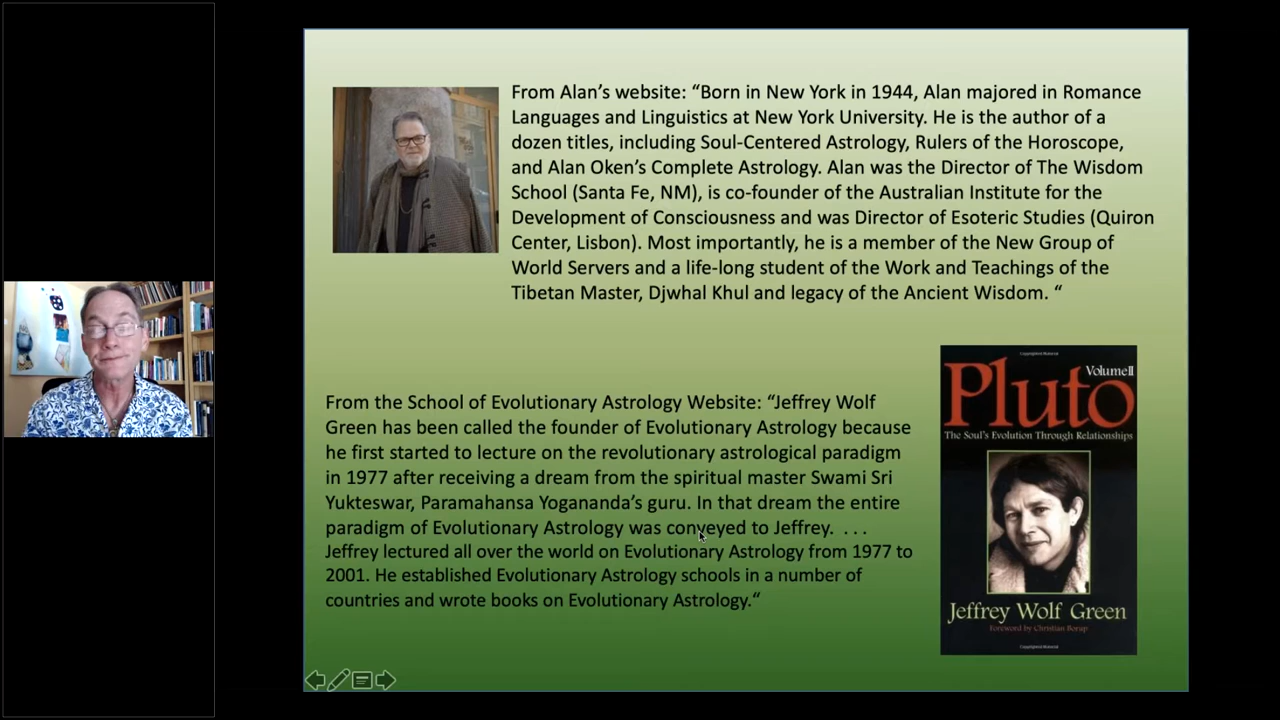 From Alan’s website: “Born in New York in 1944, Alan majored in Romance
Languages and Linguistics at New York University. He is the author of a
dozen titles, including Soul-Centered Astrology, Rulers of the Horoscope,
and Alan Oken’s Complete Astrology. Alan was the Director of The Wisdom
School (Santa Fe, NM), is co-founder of the Australian Institute for the
Development of Consciousness and was Director of Esoteric Studies (Quiron
Center, Lisbon). Most importantly, he is a member of the New Group of
World Servers and a life-long student of the Work and Teachings of the
Tibetan Master, Djwhal Khul and legacy of the Ancient Wisdom. “
From the School of Evolutionary Astrology Website: “Jeffrey Wolf
Green has been called the founder of Evolutionary Astrology because
he first started to lecture on the revolutionary astrological paradigm
in 1977 after receiving a dream from the spiritual master Swami Sri
Yukteswar, Paramahansa Yogananda’s guru. In that dream the entire
paradigm of Evolutionary Astrology was conveyed to Jeffrey. . . .
Jeffrey lectured all over the world on Evolutionary Astrology from 1977 to
2001. He established Evolutionary Astrology schools in a number of
countries and wrote books on Evolutionary Astrology.“
Copyrighted Material
Pluto
Volume II
The Soul's Evolution Through Relationships
Jeffrey Wolf Green
Foreword by Christian Borup
Copyrighted Material